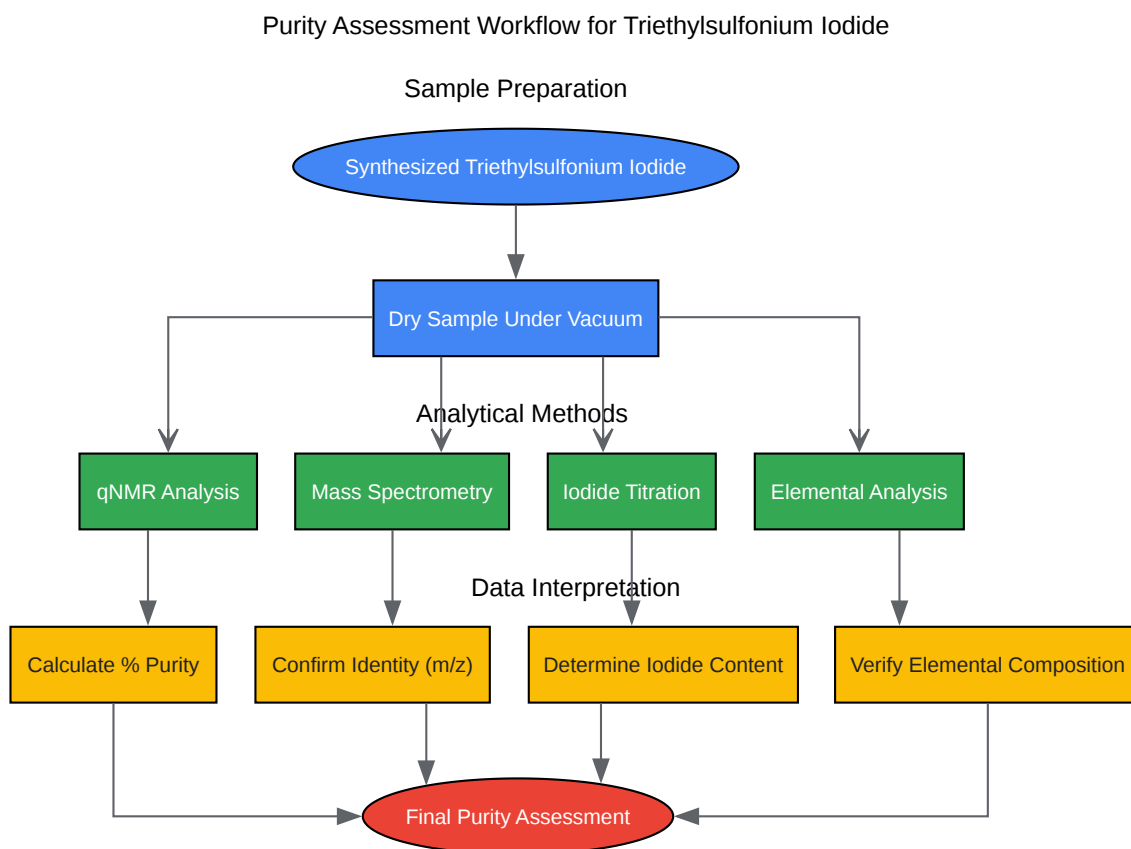 Purity Assessment Workflow for Triethylsulfonium Iodide
Sample Preparation
Synthesized Triethylsulfonium Iodide
Dry Sample Under Vacuum
Analytical Methods
qNMR Analysis
Mass Spectrometry
Iodide Titration
Elemental Analysis
Data Interpretation
Calculate % Purity
Confirm Identity (m/z)
Determine Iodide Content
Verify Elemental Composition
Final Purity Assessment